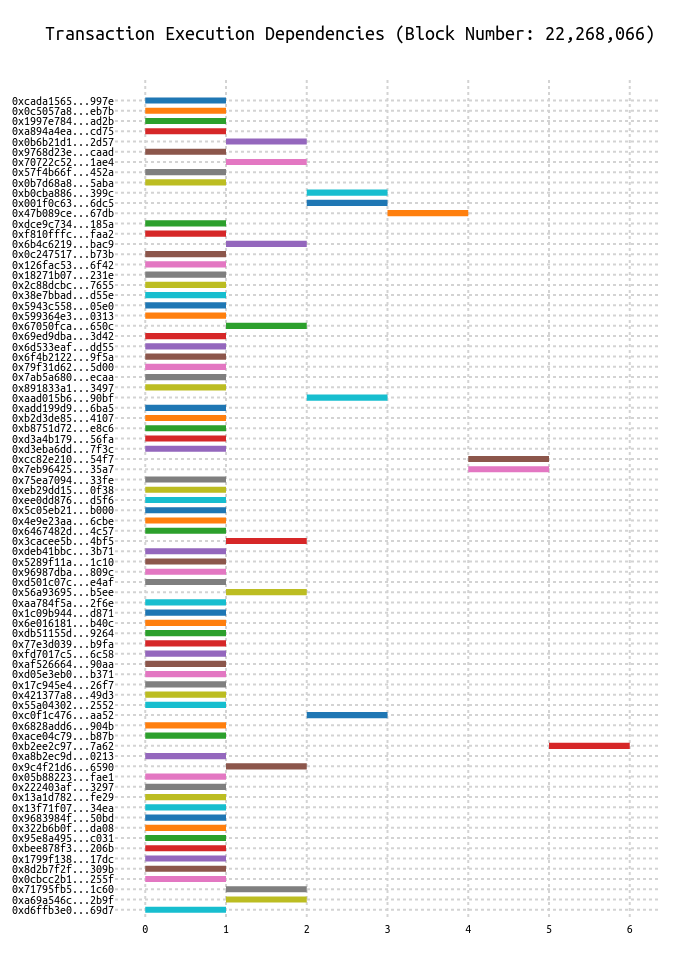 Transaction Execution Dependencies (Block Number: 22,268,066)
0xcada1565...997e
0x0c5057a8...eb7b
0x1997e784...ad2b
0xa894a4ea...cd75
0x0b6b21d1...2d57
0x9768d23e...caad
0x70722c52...1ae4
0x57f4b66f...452a
0x0b7d68a8...5aba
0xb0cba886...399c
0x001f0c63...6dc5
0x47b089ce...67db
0xdce9c734...185a
0xf810fffc...faa2
0x6b4c6219...bac9
0x0c247517...b73b
0x126fac53...6f42
0x18271b07...231e
0x2c88dcbc...7655
0x38e7bbad...d55e
0x5943c558...05e0
0x599364e3...0313
0x67050fca...650c
0x69ed9dba...3d42
0x6d533eaf...dd55
0x6f4b2122...9f5a
0x79f31d62...5d00
0x7ab5a680...ecaa
0x891833a1...3497
0xaad015b6...90bf
0xadd199d9...6ba5
0xb2d3de85...4107
0xb8751d72...e8c6
0xd3a4b179...56fa
0xd3eba6dd...7f3c
0xcc82e210...54f7
0x7eb96425...35a7
0x75ea7094...33fe
0xeb29dd15...0f38
0xee0dd876...d5f6
0x5c05eb21...b000
0x4e9e23aa...6cbe
0x6467482d...4c57
0x3cacee5b...4bf5
0xdeb41bbc...3b71
0x5289f11a...1c10
0x96987dba...809c
0xd501c07c...e4af
0x56a93695...b5ee
0xaa784f5a...2f6e
0x1c09b944...d871
0x6e016181...b40c
0xdb51155d...9264
0x77e3d039...b9fa
0xfd7017c5...6c58
0xaf526664...90aa
0xd05e3eb0...b371
0x17c945e4...26f7
0x421377a8...49d3
0x55a04302...2552
0xc0f1c476...aa52
0x6828add6...904b
0xace04c79...b87b
0xb2ee2c97...7a62
0xa8b2ec9d...0213
0x9c4f21d6...6590
0x05b88223...fae1
0x222403af...3297
0x13a1d782...fe29
0x13f71f07...34ea
0x9683984f...50bd
0x322b6b0f...da08
0x95e8a495...c031
0xbee878f3...206b
0x1799f138...17dc
0x8d2b7f2f...309b
0x0cbcc2b1...255f
0x71795fb5...1c60
0xa69a546c...2b9f
0xd6ffb3e0...69d7
0 1 2 3 4 5 6